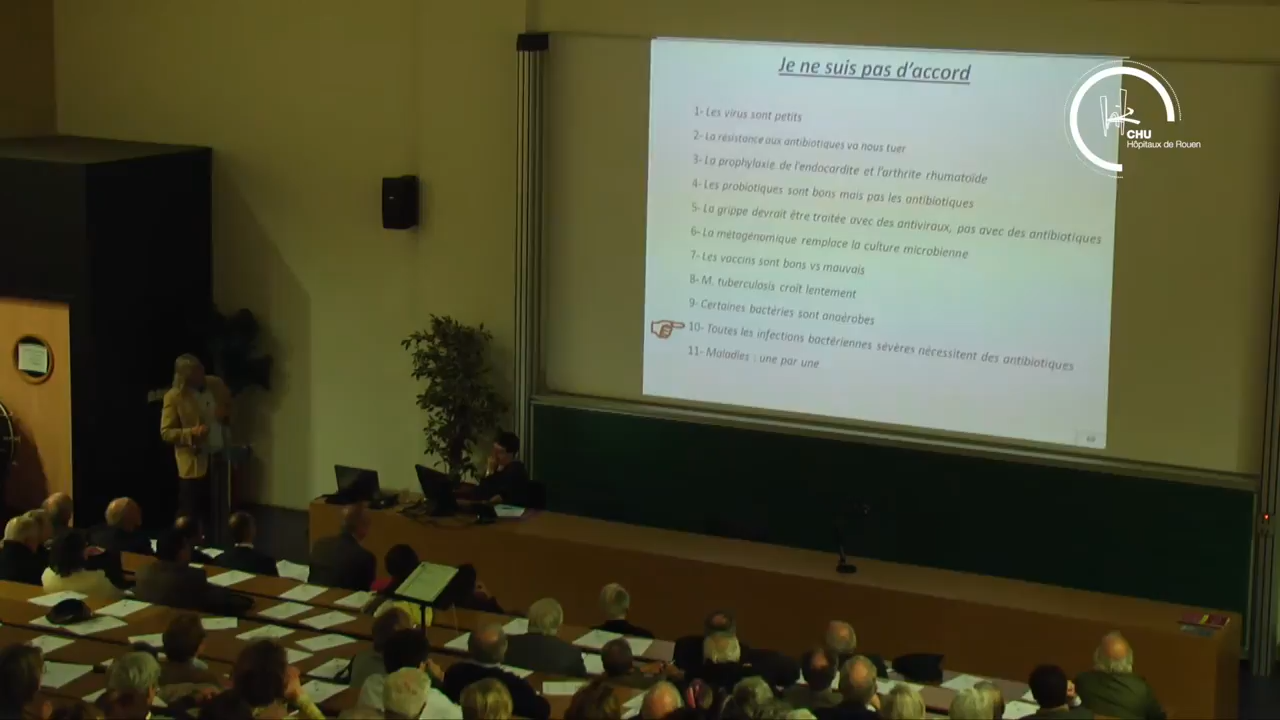 Je ne suis pas d'accord
1- Les virus sont petits
2- La résistance aux antibiotiques va nous tuer
3- La prophylaxie de l'endocardite et l'arthrite rhumatoïde
4- Les probiotiques sont bons mais pas les antibiotiques
5- La grippe devrait être traitée avec des antiviraux, pas avec des antibiotiques
6- La métagénomique remplace la culture microbienne
7- Les vaccins sont bons vs mauvais
8- M. tuberculosis croît lentement
9- Certaines bactéries sont anaérobes
10- Toutes les infections bactériennes sévères nécessitent des antibiotiques
11- Maladies : une par une
CHU
Hôpitaux de Rouen